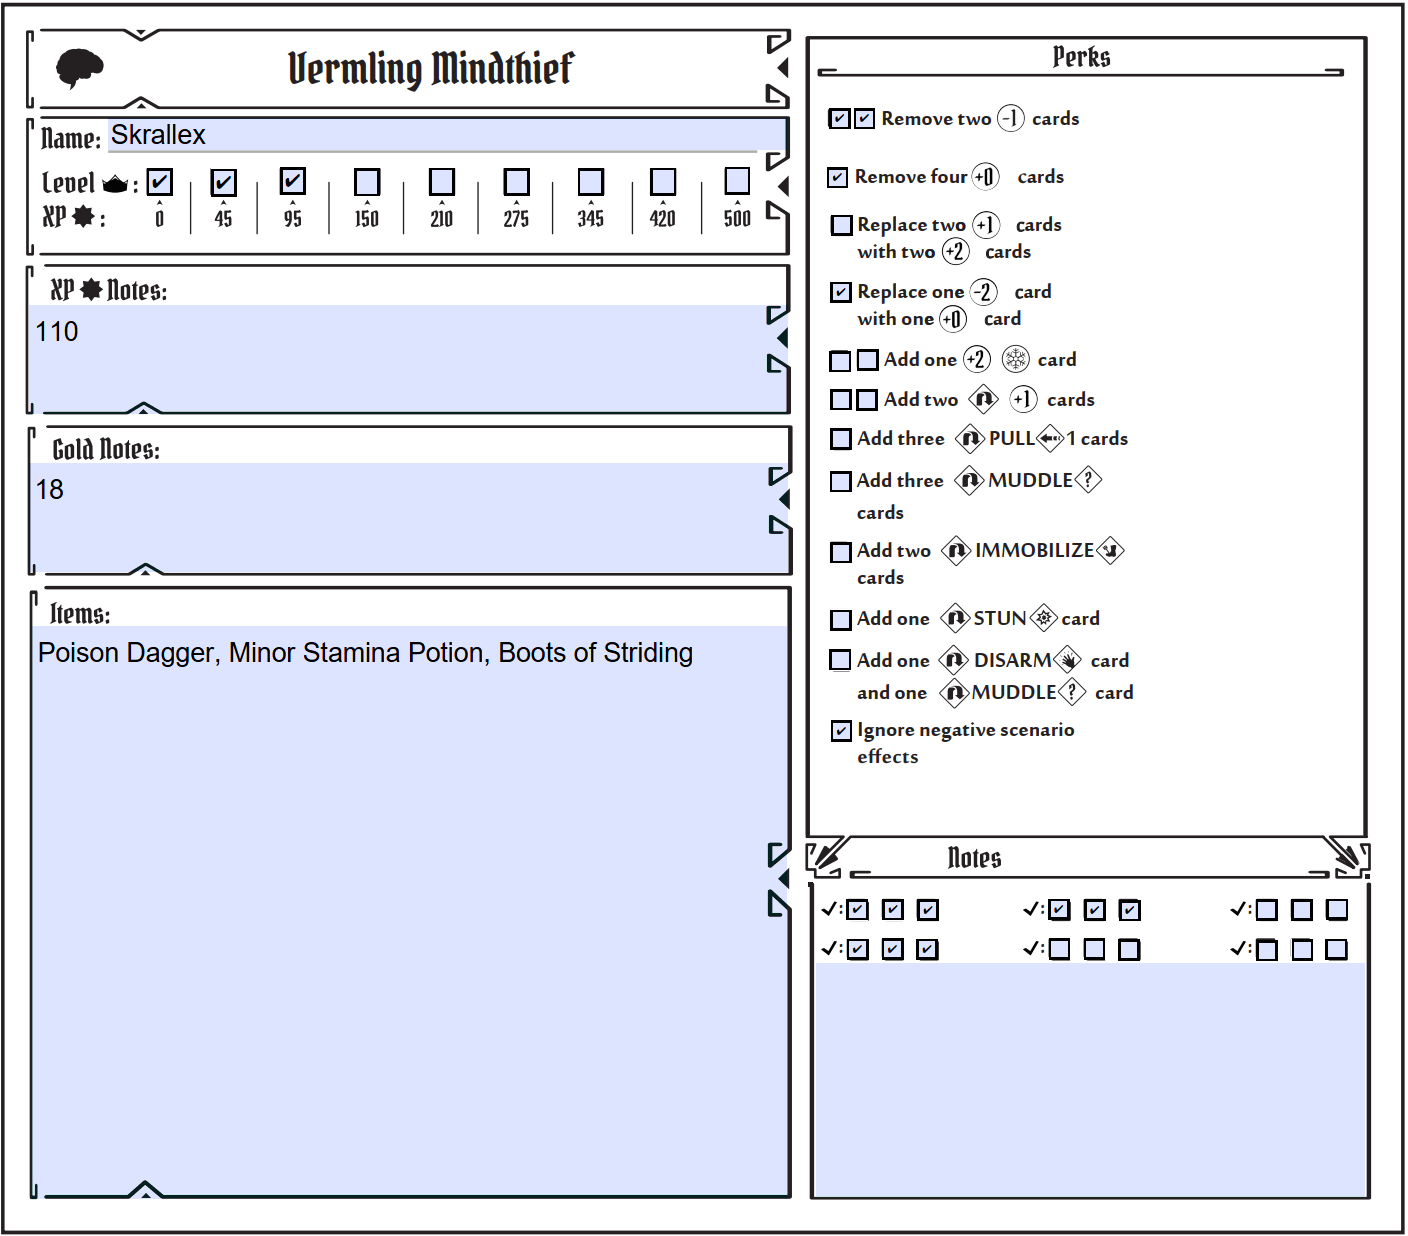 Vermling Mindthief
Name: Skrallex
Level :
XP :
0 45 95 150 210 275 345 420 500
XP Notes:
110
Gold Notes:
18
Items:
Poison Dagger, Minor Stamina Potion, Boots of Striding
Perks
Remove two -1 cards
Remove four +0 cards
Replace two +1 cards
with two +2 cards
Replace one -2 card
with one +0 card
Add one +2 card
Add two +1 cards
Add three PULL 1 cards
Add three MUDDLE ?
cards
Add two IMMOBILIZE
cards
Add one STUN card
Add one DISARM card
and one MUDDLE ? card
Ignore negative scenario
effects
Notes
✓: ✓: ✓:
✓: ✓: ✓: